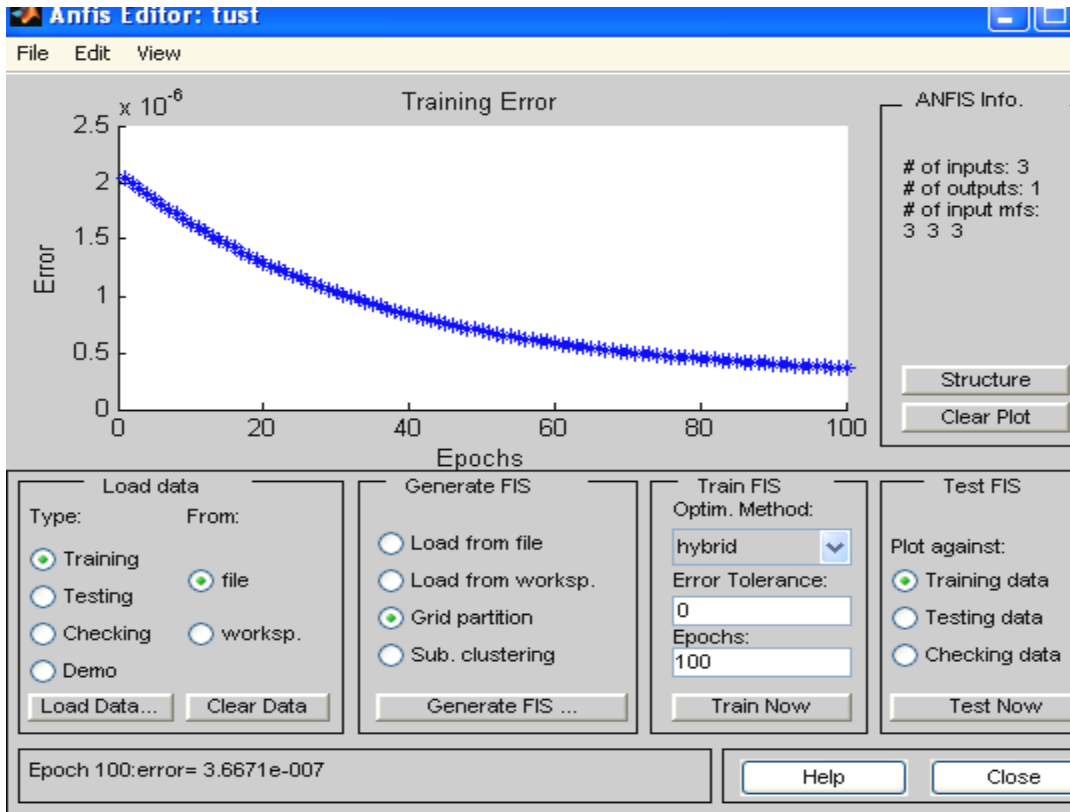 Anfis Editor: tust
File Edit View
Training Error
x 10-6
2.5
2
1.5
1
0.5
0
Error
0 20 40 60 80 100
Epochs
ANFIS Info.
# of inputs: 3
# of outputs: 1
# of input mfs:
3 3 3
Structure
Clear Plot
Load data
Type: From:
Training
Testing
Checking
Demo
file
worksp.
Load Data... Clear Data
Generate FIS
Load from file
Load from worksp.
Grid partition
Sub. clustering
Generate FIS ...
Train FIS
Optim. Method:
hybrid
Error Tolerance:
0
Epochs:
100
Train Now
Test FIS
Plot against:
Training data
Testing data
Checking data
Test Now
Epoch 100:error= 3.6671e-007
Help Close